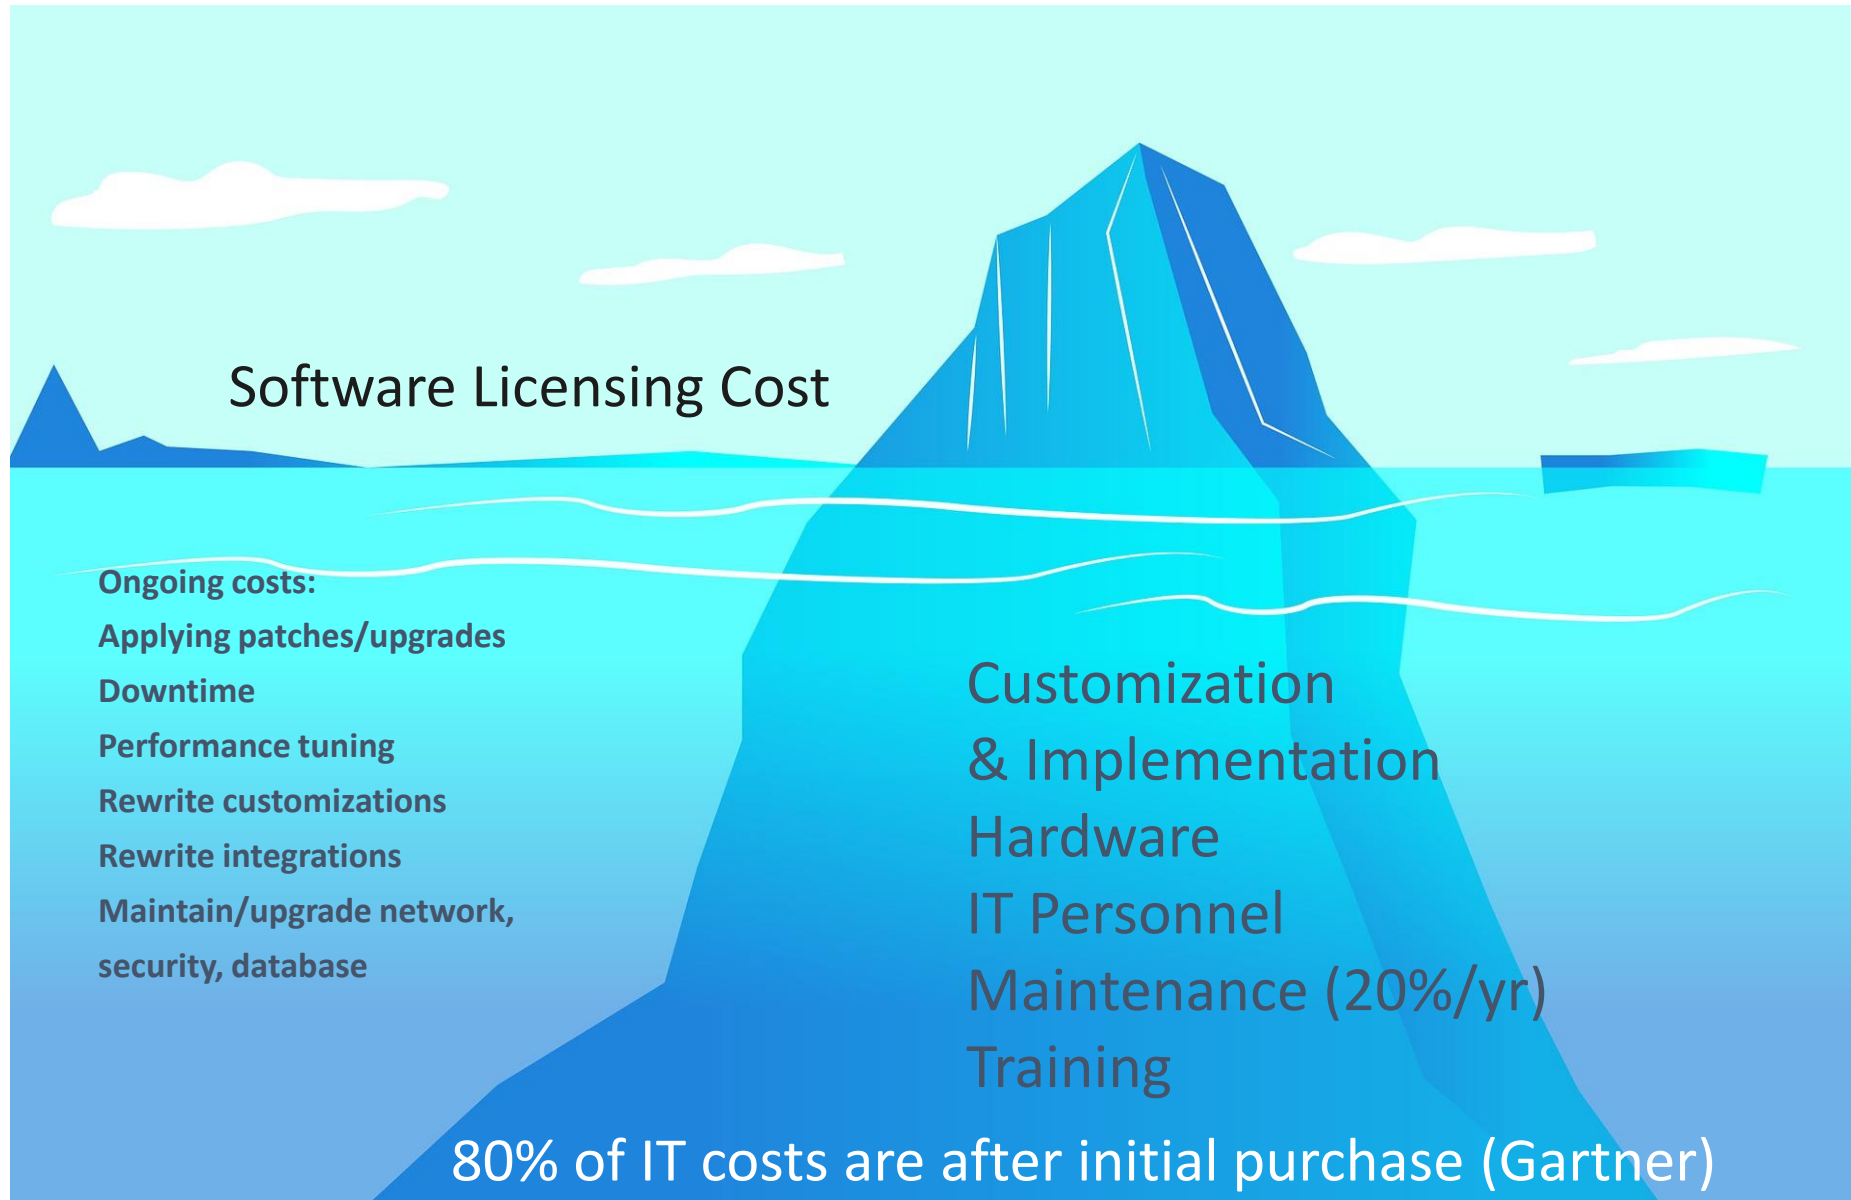 Software Licensing Cost
Ongoing costs:
Applying patches/upgrades
Downtime
Performance tuning
Rewrite customizations
Rewrite integrations
Maintain/upgrade network,
security, database
Customization
& Implementation
Hardware
IT Personnel
Maintenance (20%/yr)
Training
80% of IT costs are after initial purchase (Gartner)